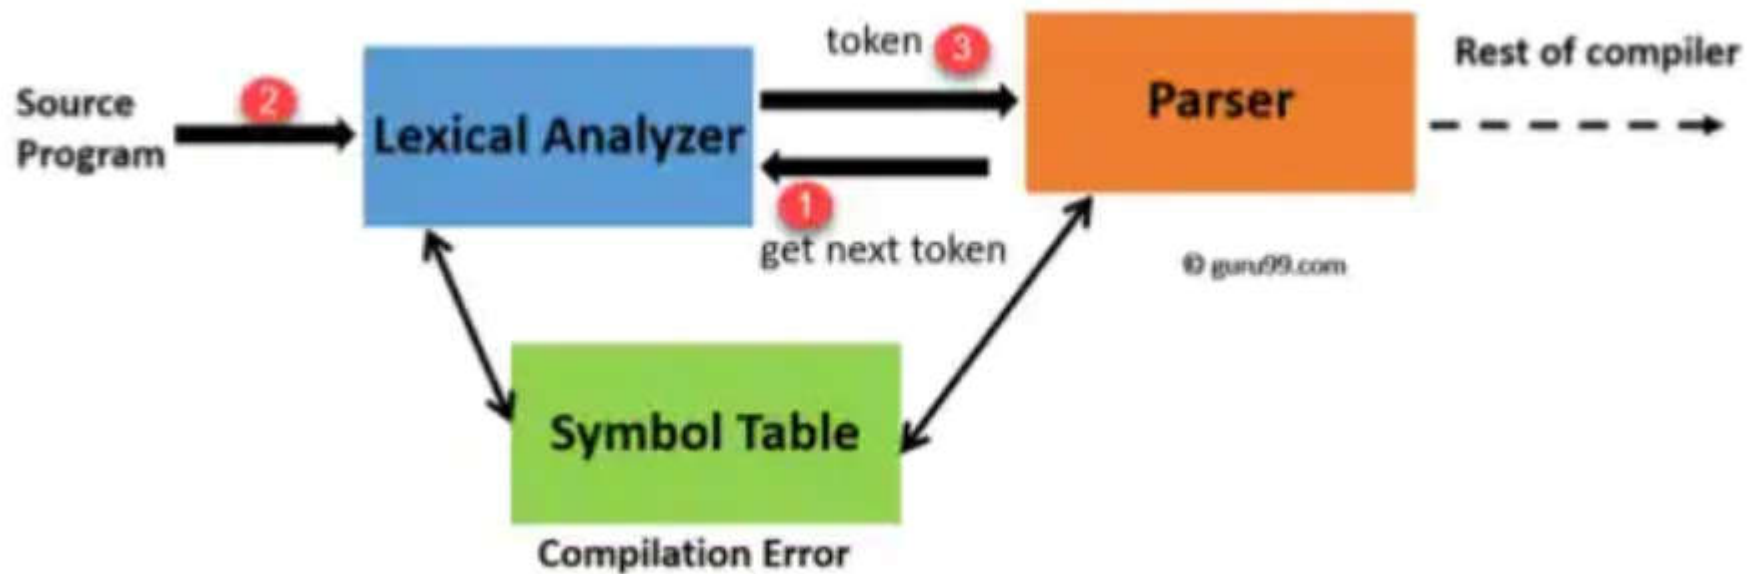 token 3
Rest of compiler
Source
Program
2
Lexical Analyzer
Parser
1
get next token
© guru99.com
Symbol Table
Compilation Error